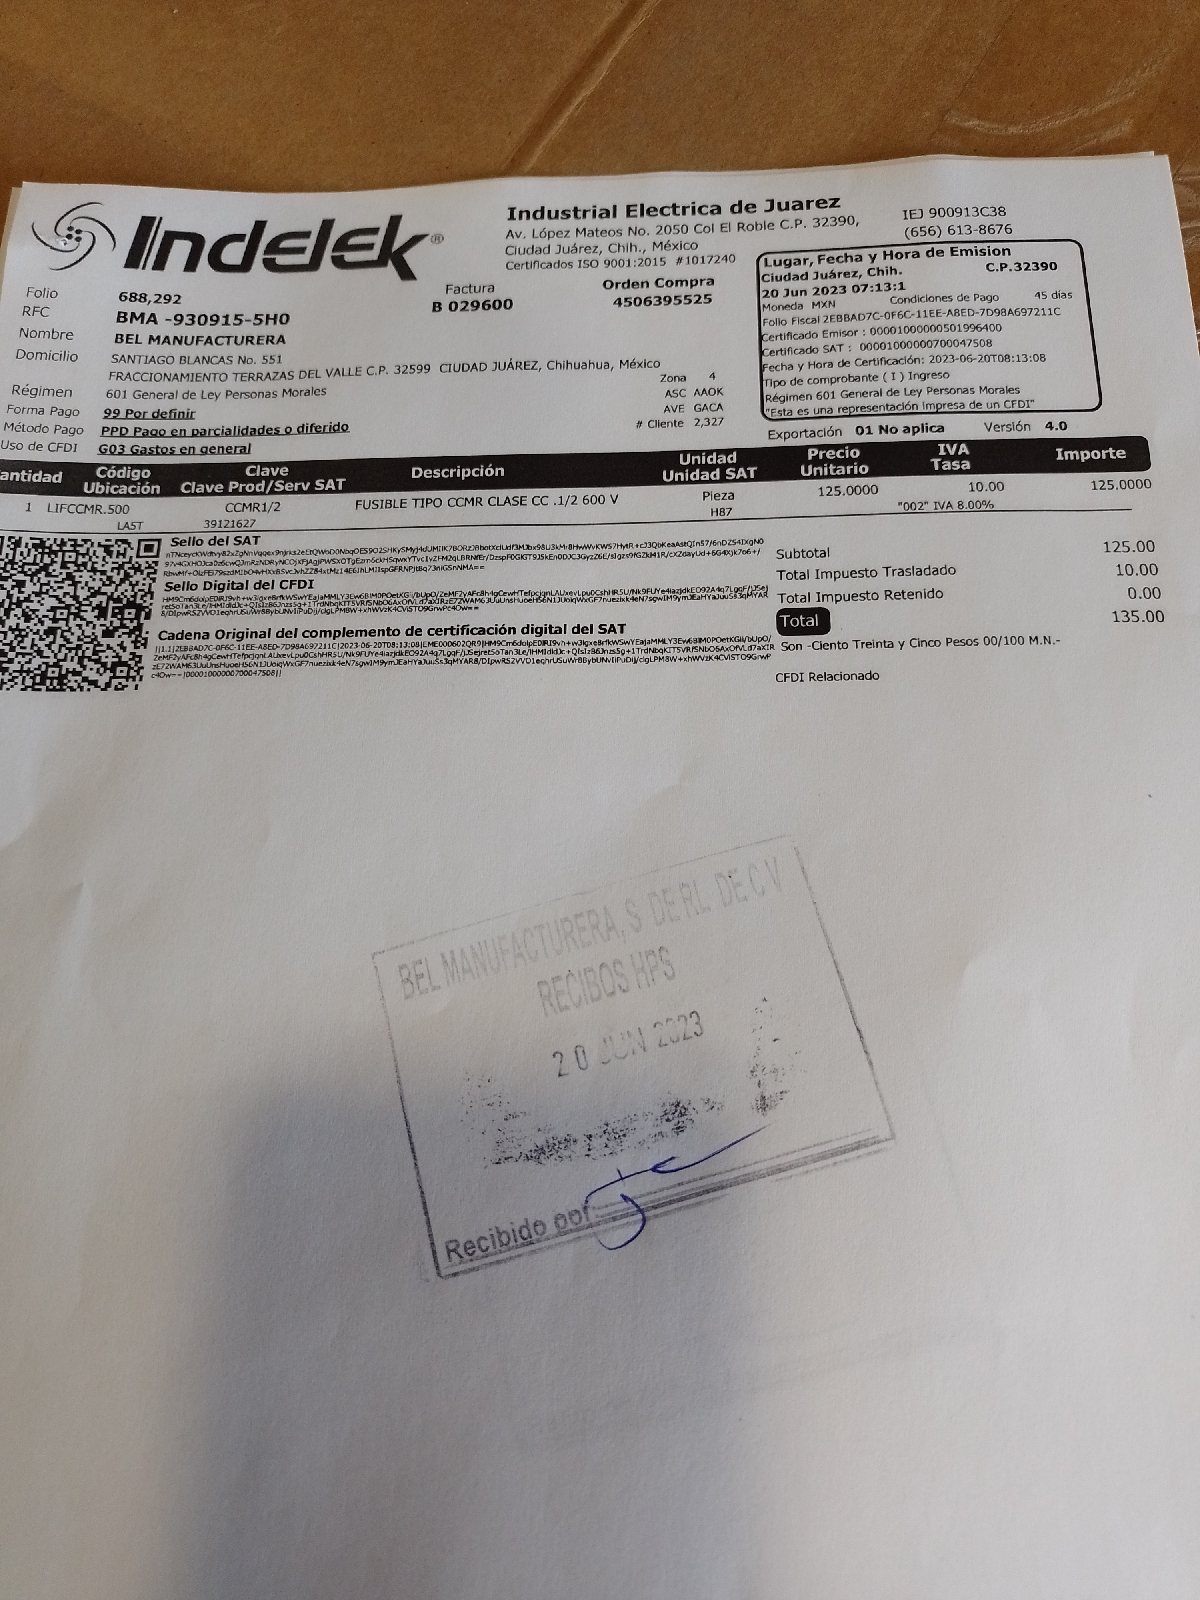 Indelek®
Industrial Electrica de Juarez
Av. López Mateos No. 2050 Col El Roble C.P. 32390,
Ciudad Juárez, Chih., México
Certificados ISO 9001:2015 #1017240
IEJ 900913C38
(656) 613-8676
Folio 688,292
Factura
B 029600
Orden Compra
4506395525
RFC BMA -930915-5H0
Nombre BEL MANUFACTURERA
Domicilio SANTIAGO BLANCAS No. 551
FRACCIONAMIENTO TERRAZAS DEL VALLE C.P. 32599 CIUDAD JUÁREZ, Chihuahua, México
Régimen 601 General de Ley Personas Morales
Forma Pago 99 Por definir
Método Pago PPD Pago en parcialidades o diferido
Uso de CFDI G03 Gastos en general
Zona 4
ASC AAOK
AVE GACA
# Cliente 2,327
Lugar, Fecha y Hora de Emision
Ciudad Juárez, Chih. C.P.32390
20 Jun 2023 07:13:1
Moneda MXN Condiciones de Pago 45 días
Folio Fiscal 2EBBAD7C-0F6C-11EE-A8ED-7D98A697211C
Certificado Emisor : 00001000000501996400
Certificado SAT : 00001000000700047508
Fecha y Hora de Certificación: 2023-06-20T08:13:08
Tipo de comprobante ( I ) Ingreso
Régimen 601 General de Ley Personas Morales
"Esta es una representación impresa de un CFDI"
Exportación 01 No aplica Versión 4.0
antidad Código Ubicación Clave Clave Prod/Serv SAT Descripción Unidad Unidad SAT Precio Unitario IVA Tasa Importe
1 LIFCCMR.500 CCMR1/2 FUSIBLE TIPO CCMR CLASE CC .1/2 600 V Pieza 125.0000 10.00 125.0000
LAST 39121627 H87 "002" IVA 8.00%
Sello del SAT
Sello Digital del CFDI
Cadena Original del complemento de certificación digital del SAT
Subtotal 125.00
Total Impuesto Trasladado 10.00
Total Impuesto Retenido 0.00
Total 135.00
Son -Ciento Treinta y Cinco Pesos 00/100 M.N.-
CFDI Relacionado
BEL MANUFACTURERA, S. DE R.L. DE C V
RECIBOS HPS
20 JUN 2023
Recibido por: